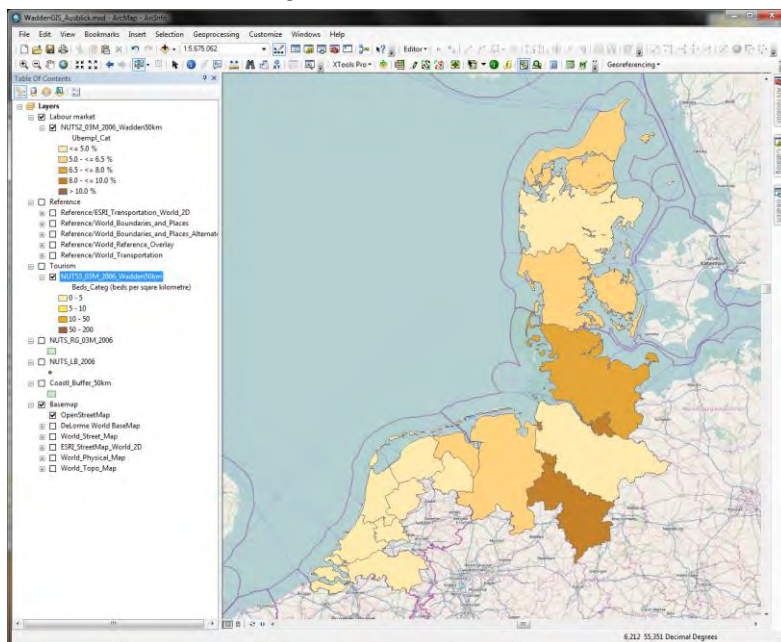 WaddenGIS_Ausblick.mxd - ArcMap - ArcInfo
File Edit View Bookmarks Insert Selection Geoprocessing Customize Windows Help
1:5.675.062
Editor
XTools Pro
Georeferencing
Table Of Contents
Layers
Labour market
NUTS2_03M_2006_Wadden50km
Ubempl_Cat
<= 5.0 %
5.0 - <= 6.5 %
6.5 - <= 8.0 %
8.0 - <= 10.0 %
> 10.0 %
Reference
Reference/ESRI_Transportation_World_2D
Reference/World_Boundaries_and_Places
Reference/World_Boundaries_and_Places_Alternat
Reference/World_Reference_Overlay
Reference/World_Transportation
Tourism
NUTS3_03M_2006_Wadden50km
Beds_Categ (beds per sqare kilometre)
0 - 5
5 - 10
10 - 50
50 - 200
NUTS_RG_03M_2006
NUTS_LB_2006
Coastl_Buffer_50km
Basemap
OpenStreetMap
DeLorme World BaseMap
World_Street_Map
ESRI_StreetMap_World_2D
World_Physical_Map
World_Topo_Map
6,212 55,351 Decimal Degrees